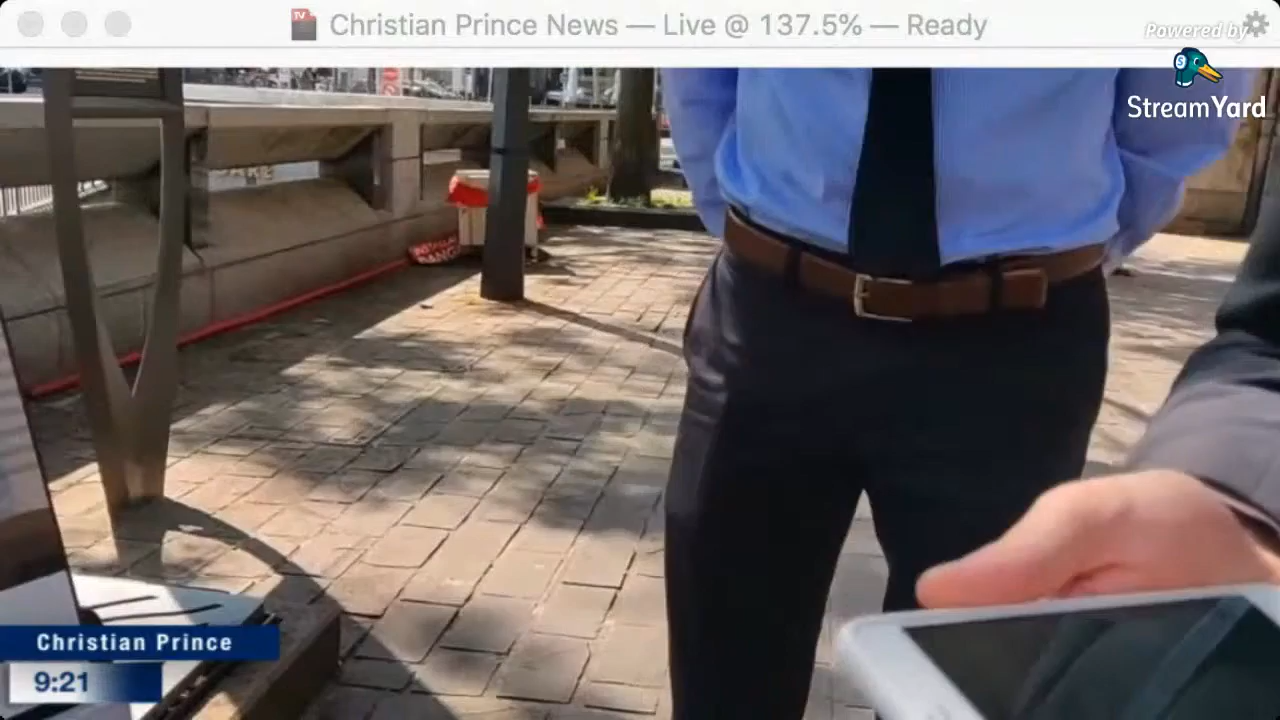 Christian Prince News — Live @ 137.5% — Ready
Powered by
StreamYard
Christian Prince
9:21